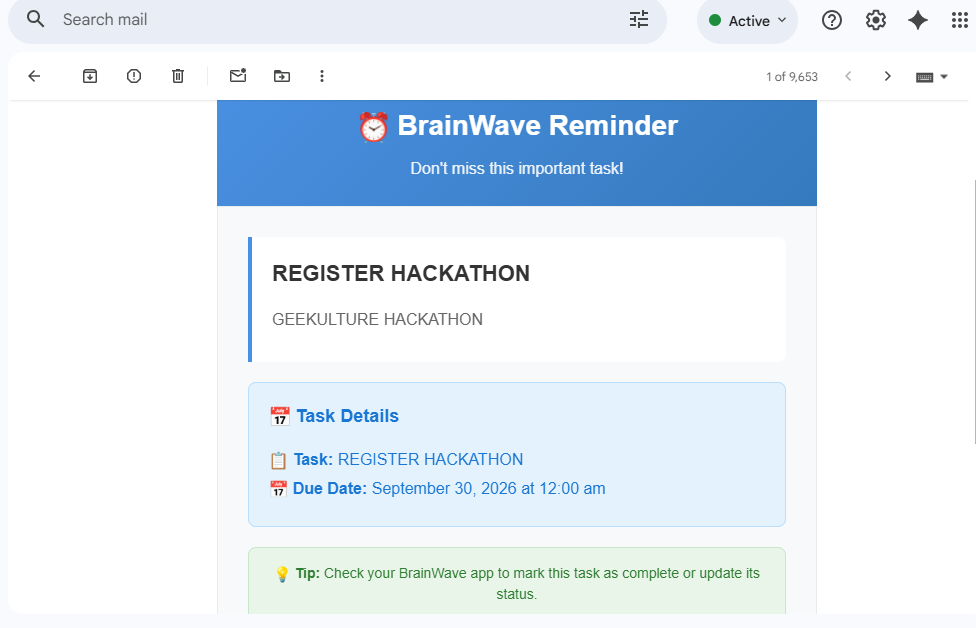 Search mail
Active
1 of 9,653
BrainWave Reminder
Don't miss this important task!
REGISTER HACKATHON
GEEKULTURE HACKATHON
17 Task Details
Task: REGISTER HACKATHON
17 Due Date: September 30, 2026 at 12:00 am
Tip: Check your BrainWave app to mark this task as complete or update its
status.